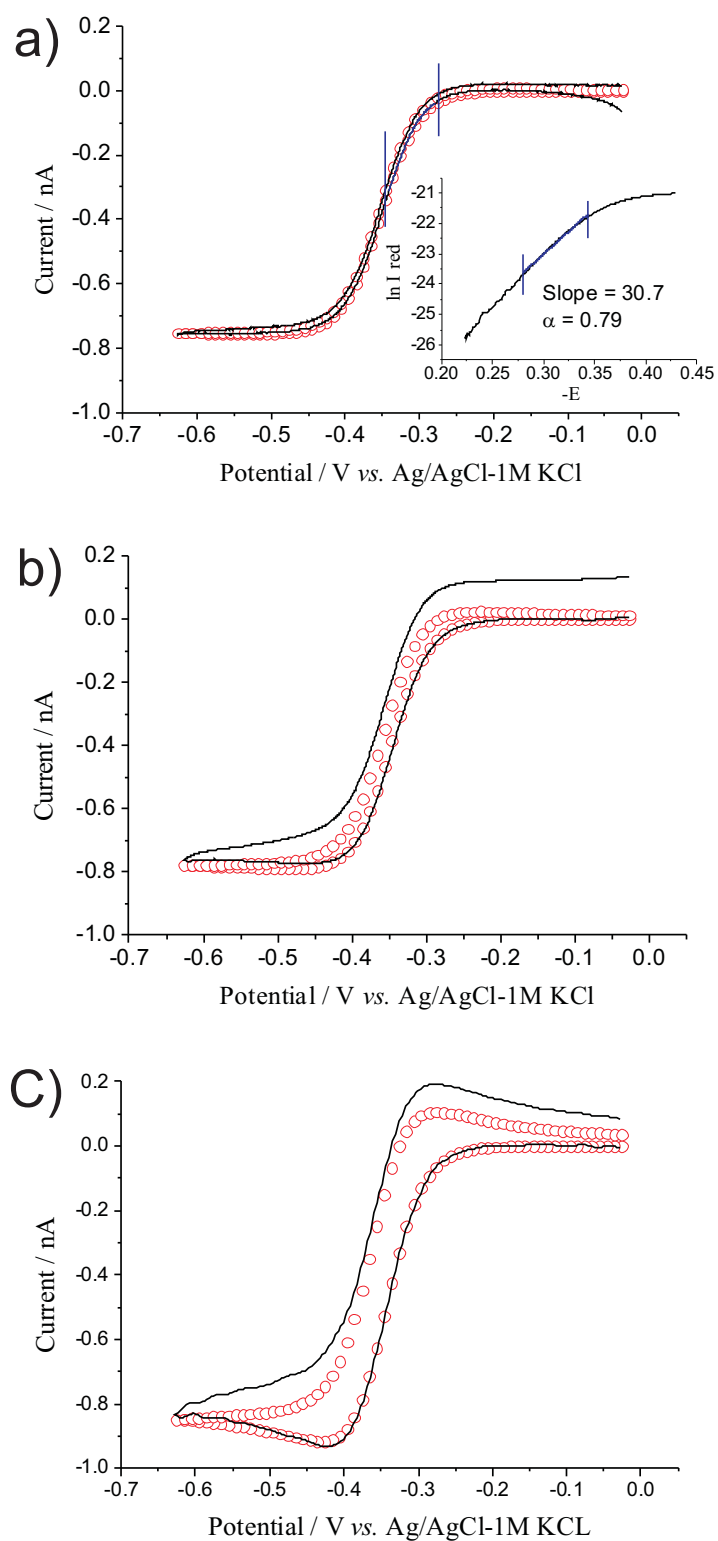 a)
0.2
0.0
-0.2
-0.4
-0.6
-0.8
-1.0
Current / nA
-0.7 -0.6 -0.5 -0.4 -0.3 -0.2 -0.1 0.0
Potential / V vs. Ag/AgCl-1M KCl
-21
-22
-23
-24
-25
-26
ln I red
Slope = 30.7
α = 0.79
0.20 0.25 0.30 0.35 0.40 0.45
-E
b)
0.2
0.0
-0.2
-0.4
-0.6
-0.8
-1.0
Current / nA
-0.7 -0.6 -0.5 -0.4 -0.3 -0.2 -0.1 0.0
Potential / V vs. Ag/AgCl-1M KCl
C)
0.2
0.0
-0.2
-0.4
-0.6
-0.8
-1.0
Current / nA
-0.7 -0.6 -0.5 -0.4 -0.3 -0.2 -0.1 0.0
Potential / V vs. Ag/AgCl-1M KCL